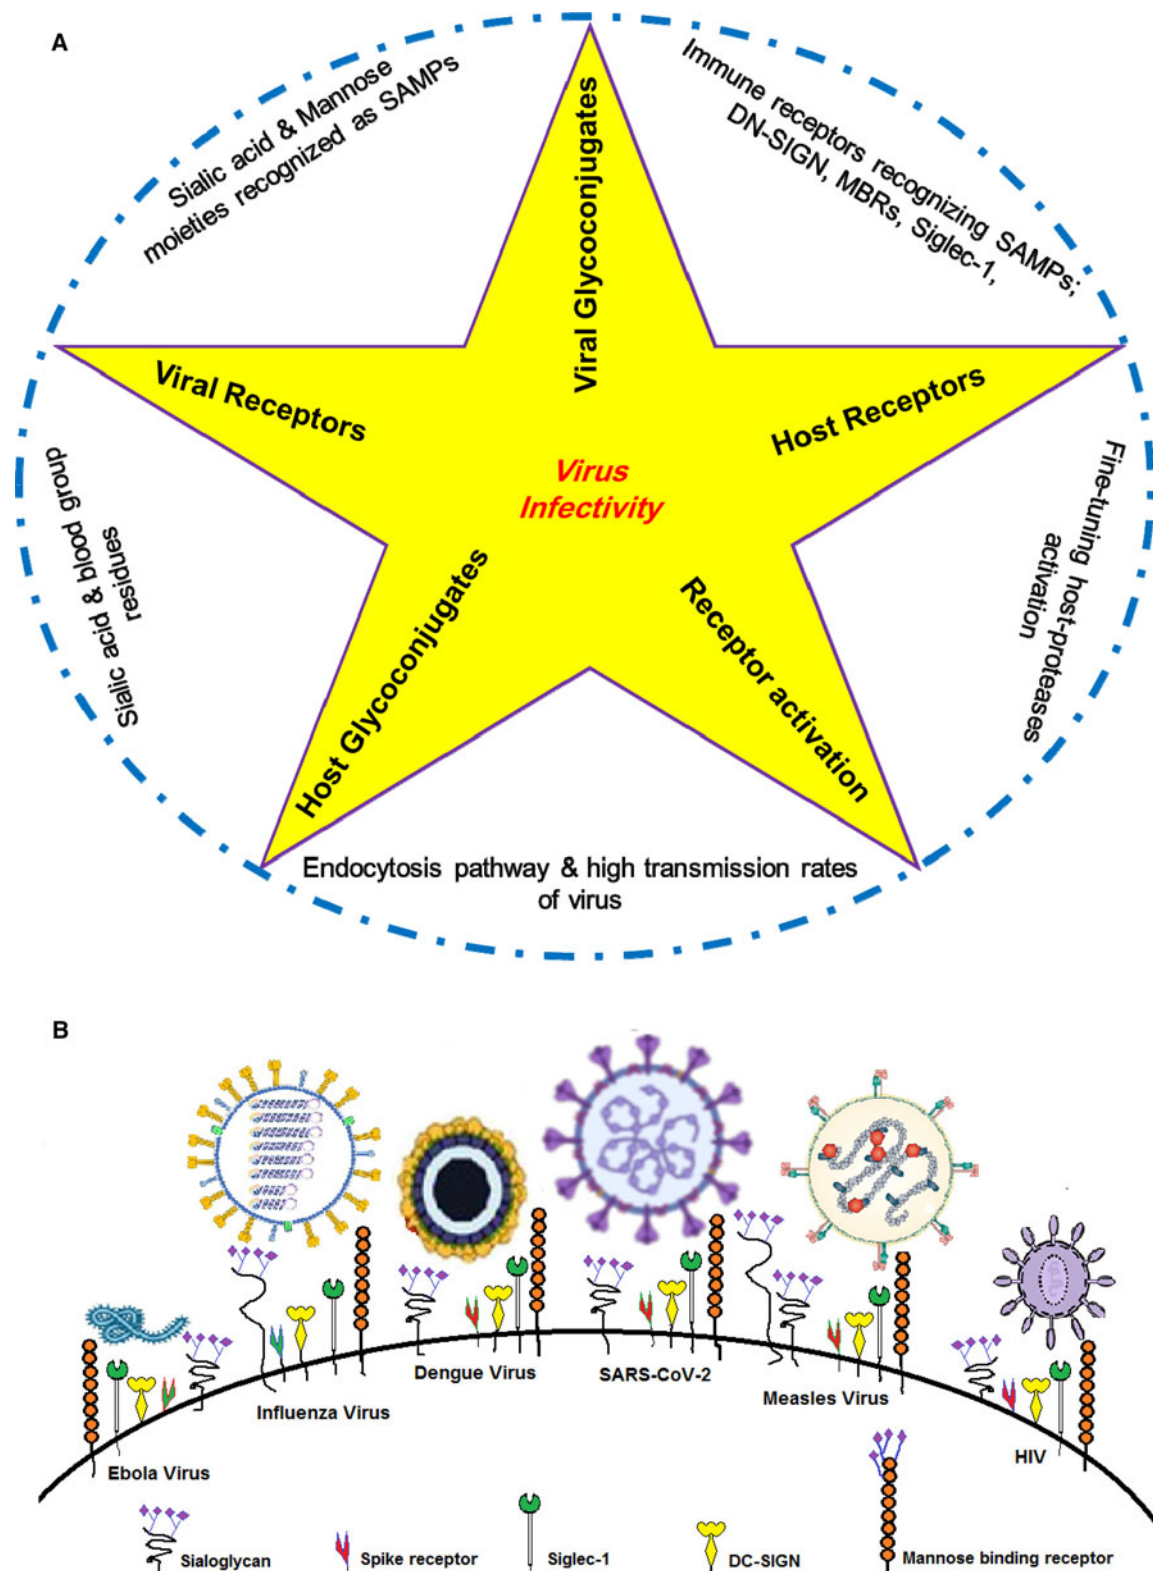 A
Sialic acid & Mannose
moieties recognized as SAMPs
Immune receptors recognizing SAMPs;
DN-SIGN, MBRs, Siglec-1,
Viral Glycoconjugates
Viral Receptors
Host Receptors
Virus
Infectivity
Sialic acid & blood group
residues
Fine-tuning host-proteases
activation
Host Glycoconjugates
Receptor activation
Endocytosis pathway & high transmission rates
of virus
B
Ebola Virus
Influenza Virus
Dengue Virus
SARS-CoV-2
Measles Virus
HIV
Sialoglycan
Spike receptor
Siglec-1
DC-SIGN
Mannose binding receptor